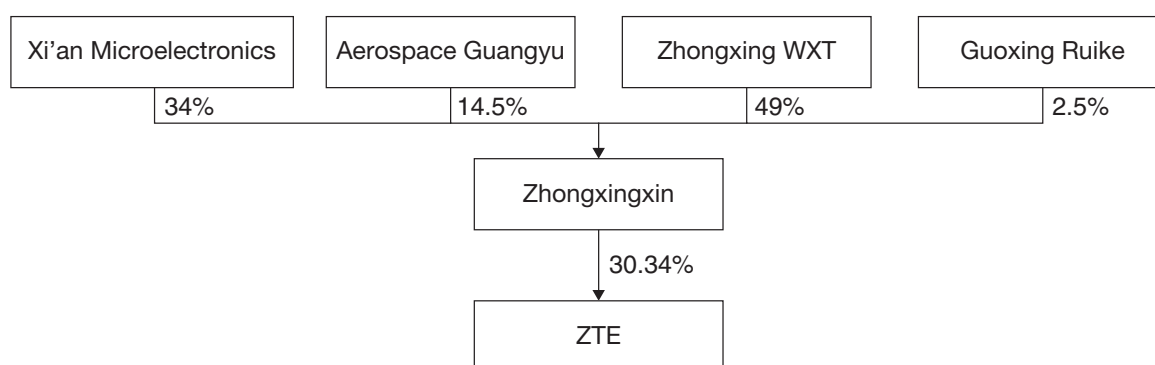 Xi’an Microelectronics
Aerospace Guangyu
Zhongxing WXT
Guoxing Ruike
34%
14.5%
49%
2.5%
Zhongxingxin
30.34%
ZTE